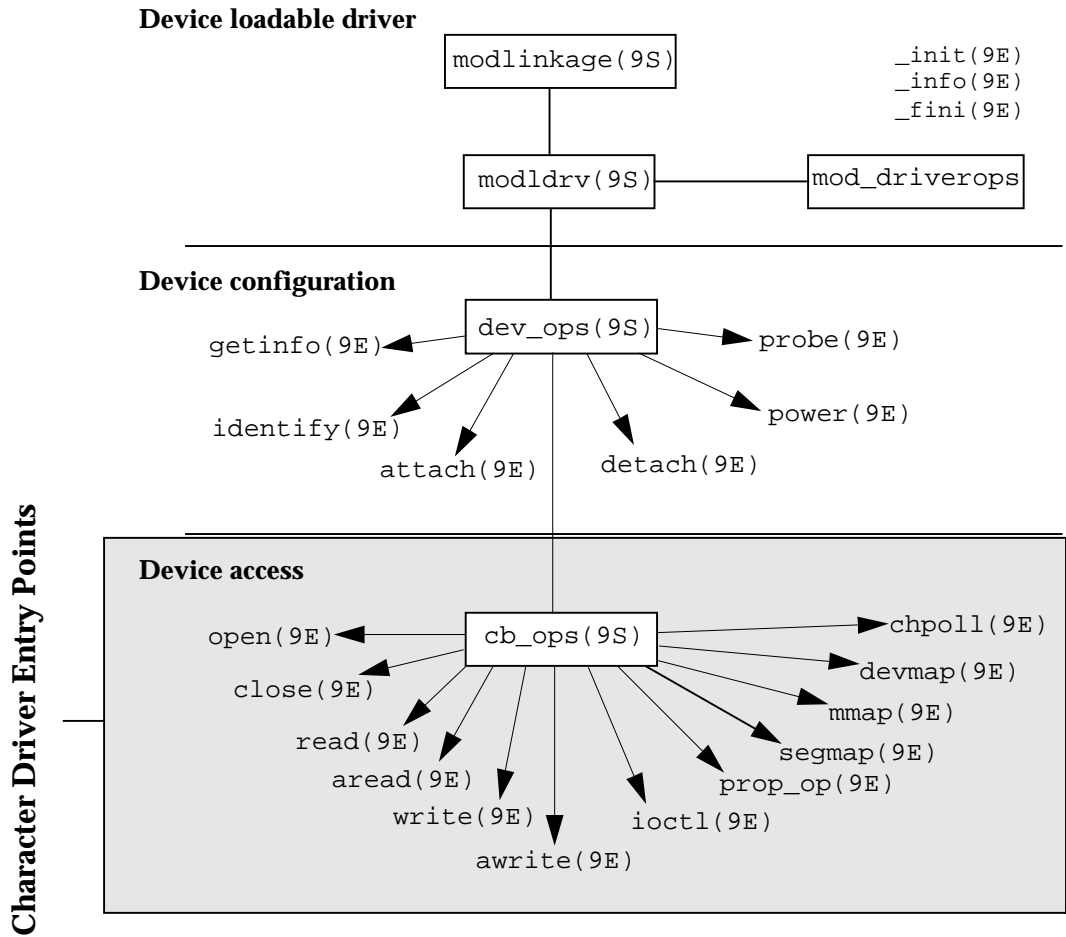 Device loadable driver
modlinkage(9S)
_init(9E)
_info(9E)
_fini(9E)
modldrv(9S)
mod_driverops
Device configuration
dev_ops(9S)
getinfo(9E)
probe(9E)
identify(9E)
power(9E)
attach(9E)
detach(9E)
Character Driver Entry Points
Device access
cb_ops(9S)
open(9E)
chpoll(9E)
close(9E)
devmap(9E)
mmap(9E)
read(9E)
segmap(9E)
aread(9E)
prop_op(9E)
write(9E)
ioctl(9E)
awrite(9E)